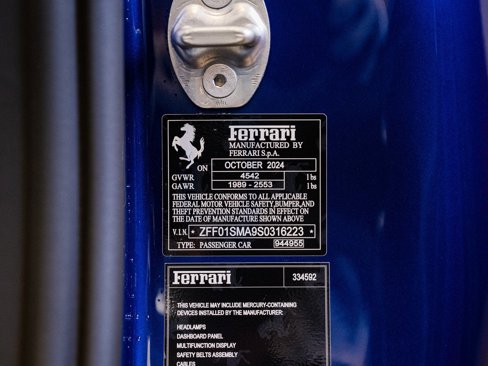 Ferrari
MANUFACTURED BY
FERRARI S.p.A.
ON OCTOBER 2024
GVWR 4542 lbs
GAWR 1989 - 2553 lbs
THIS VEHICLE CONFORMS TO ALL APPLICABLE
FEDERAL MOTOR VEHICLE SAFETY,BUMPER,AND
THEFT PREVENTION STANDARDS IN EFFECT ON
THE DATE OF MANUFACTURE SHOWN ABOVE
V.I.N. * ZFF01SMA9S0316223 *
TYPE: PASSENGER CAR 944955
Ferrari 334592
THIS VEHICLE MAY INCLUDE MERCURY-CONTAINING
DEVICES INSTALLED BY THE MANUFACTURER:
HEADLAMPS
DASHBOARD PANEL
MULTIFUNCTION DISPLAY
SAFETY BELTS ASSEMBLY
CABLES